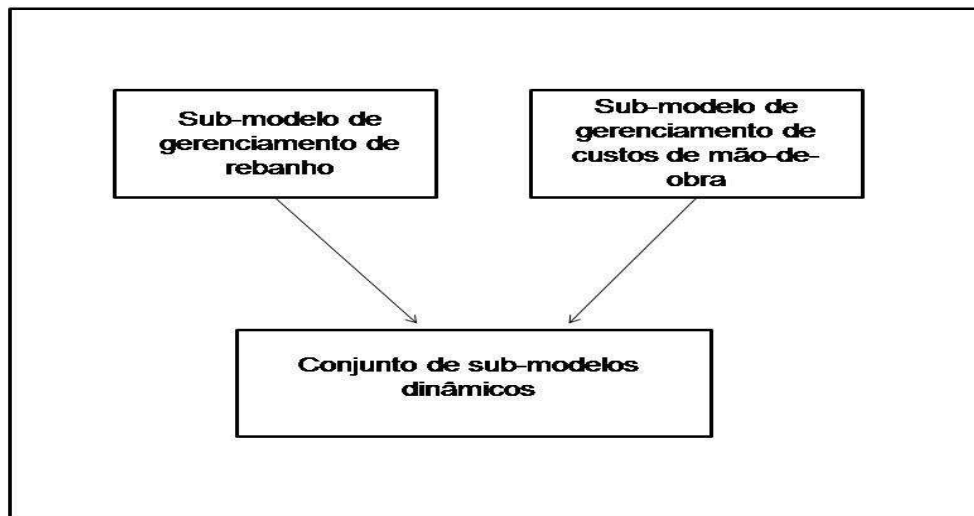 Sub-modelo de
gerenciamento de
rebanho
Sub-modelo de
gerenciamento de
custos de mão-de-
obra
Conjunto de sub-modelos
dinâmicos